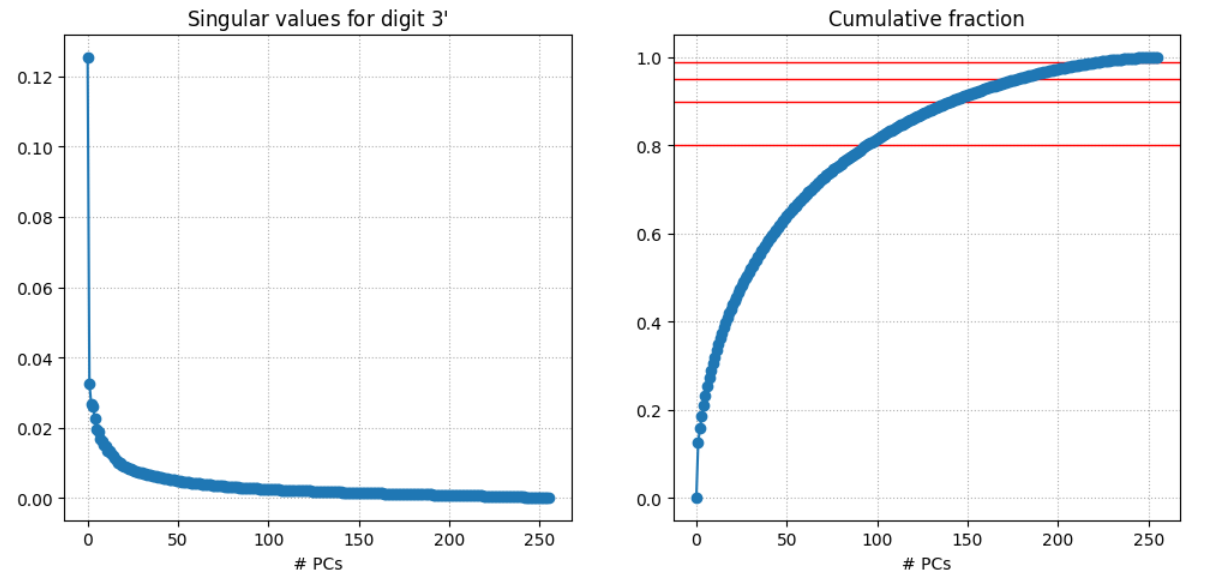 Singular values for digit 3'
0.12
0.10
0.08
0.06
0.04
0.02
0.00
0 50 100 150 200 250
# PCs
Cumulative fraction
1.0
0.8
0.6
0.4
0.2
0.0
0 50 100 150 200 250
# PCs